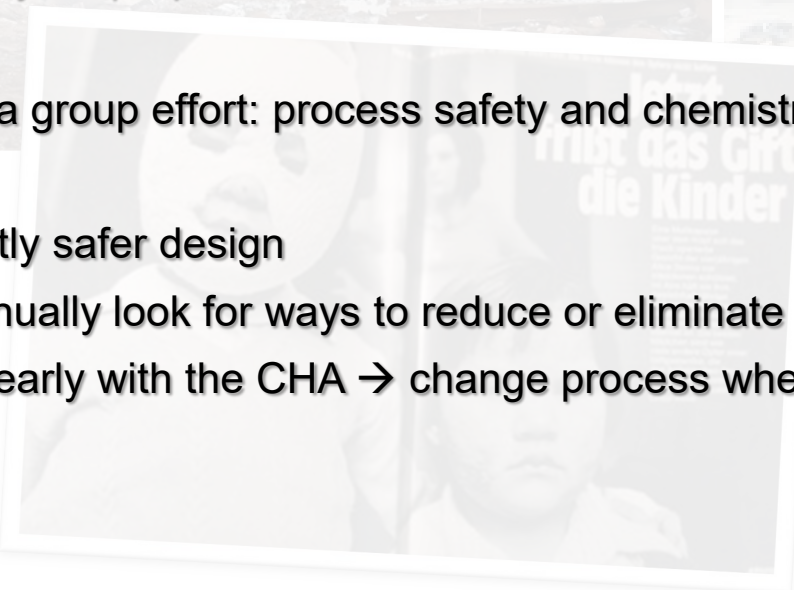 a group effort: process safety and chemistr
Jetzt
frißt das Gift
die Kinder
tly safer design
nually look for ways to reduce or eliminate
early with the CHA → change process whe